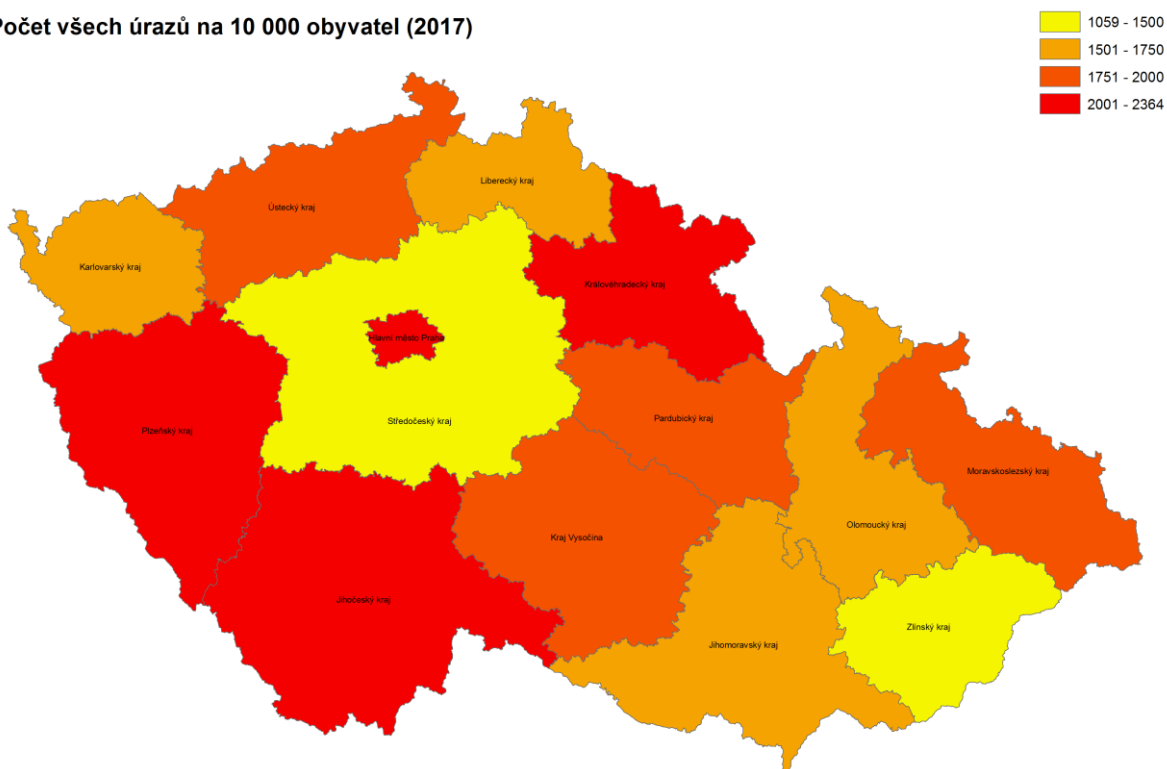 Počet všech úrazů na 10 000 obyvatel (2017)
1059 - 1500
1501 - 1750
1751 - 2000
2001 - 2364
Liberecký kraj
Ústecký kraj
Karlovarský kraj
Královéhradecký kraj
Hlavní město Praha
Středočeský kraj
Pardubický kraj
Plzeňský kraj
Moravskoslezský kraj
Olomoucký kraj
Kraj Vysočina
Jihočeský kraj
Zlínský kraj
Jihomoravský kraj